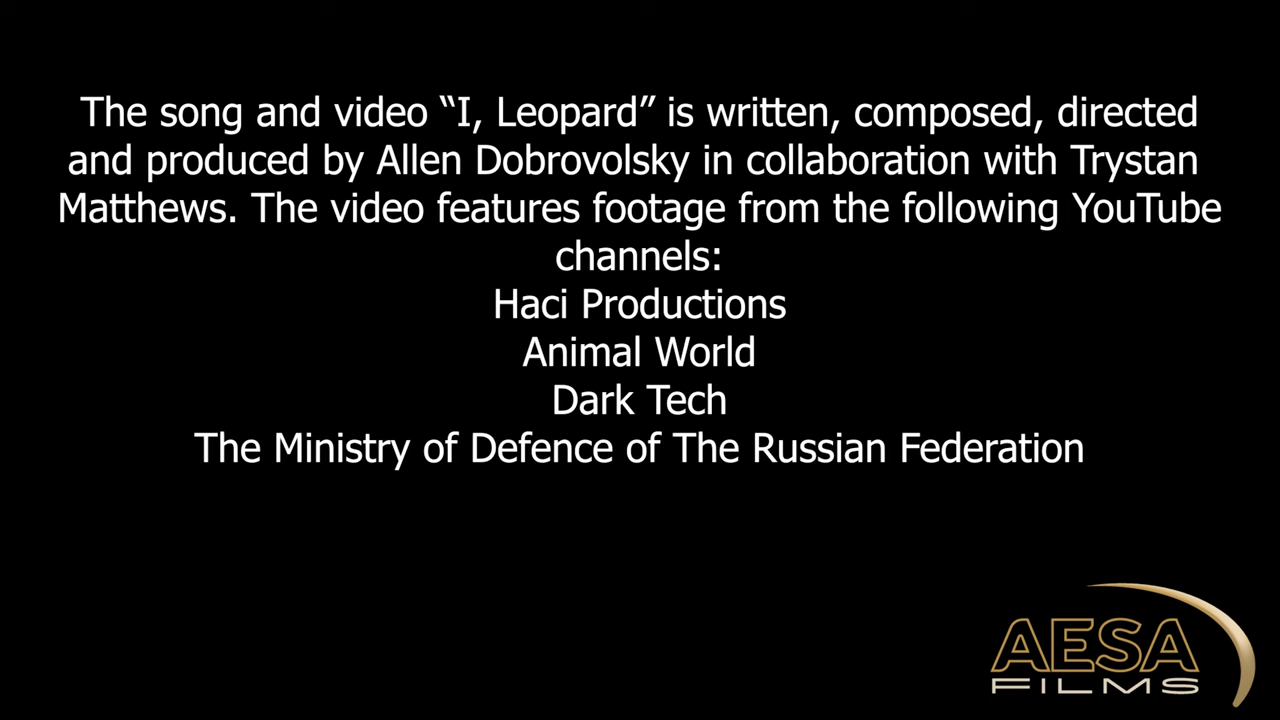 The song and video “I, Leopard” is written, composed, directed
and produced by Allen Dobrovolsky in collaboration with Trystan
Matthews. The video features footage from the following YouTube
channels:
Haci Productions
Animal World
Dark Tech
The Ministry of Defence of The Russian Federation
AESA
FILMS